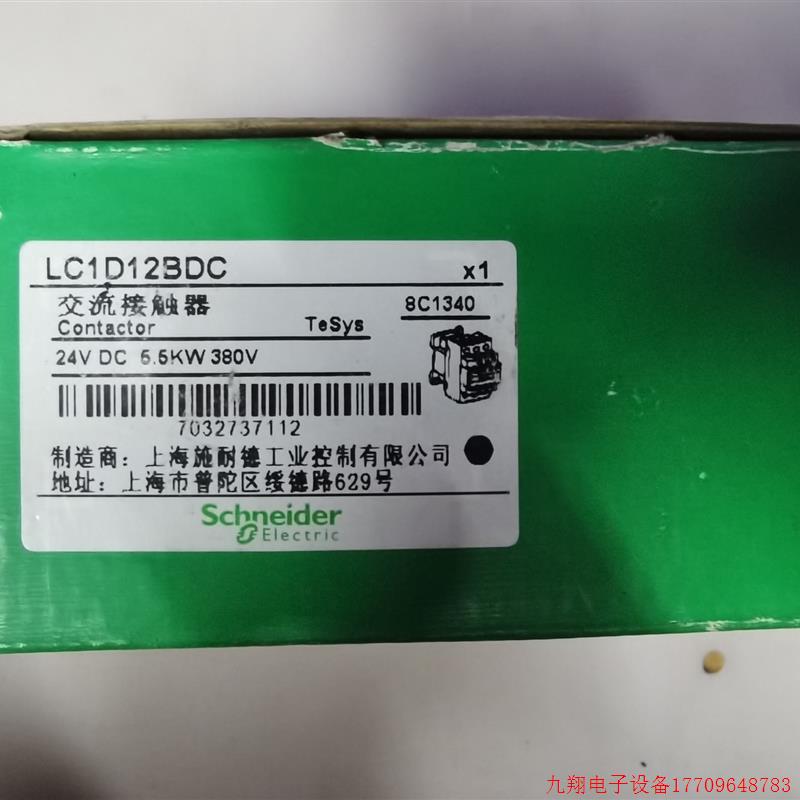 LC1D12BDC x1
交流接触器 8C1340
Contactor TeSys
24V DC 5.5KW 380V
7032737112
制造商：上海施耐德工业控制有限公司
地址：上海市普陀区绥德路629号
Schneider
Electric
九翔电子设备17709648783